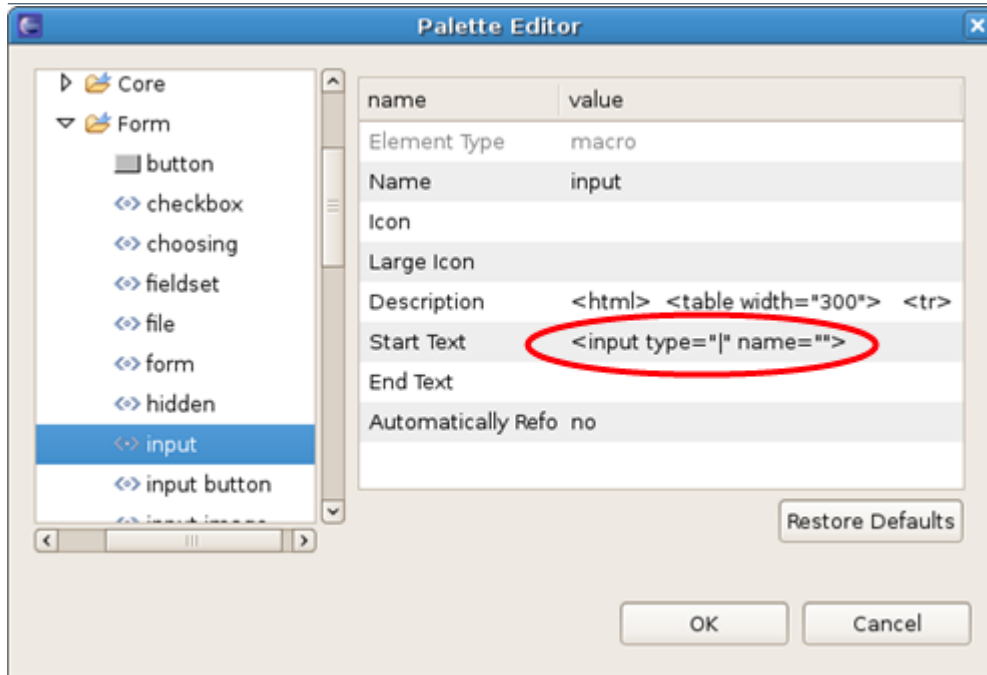 Palette Editor
Core
Form
button
checkbox
choosing
fieldset
file
form
hidden
input
input button
input image
name value
Element Type macro
Name input
Icon
Large Icon
Description <html> <table width="300"> <tr>
Start Text <input type="|" name="">
End Text
Automatically Refo no
Restore Defaults
OK Cancel